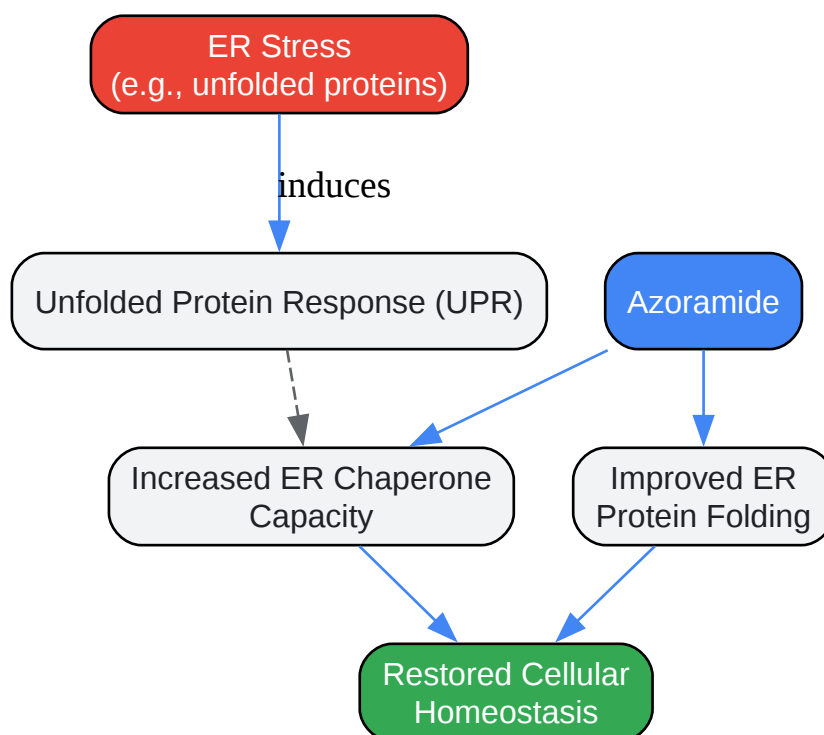 ER Stress
(e.g., unfolded proteins)
induces
Unfolded Protein Response (UPR)
Azoramide
Increased ER Chaperone
Capacity
Improved ER
Protein Folding
Restored Cellular
Homeostasis